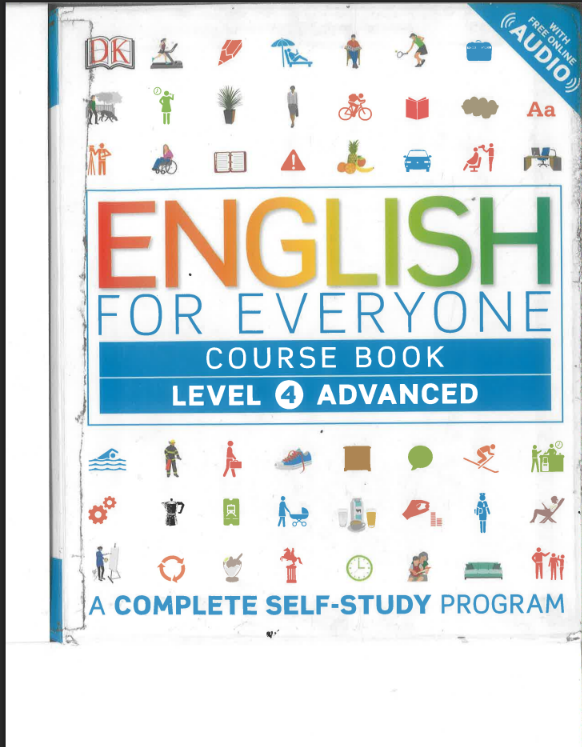 DK
WITH
FREE ONLINE
AUDIO
Aa
ENGLISH
FOR EVERYONE
COURSE BOOK
LEVEL 4 ADVANCED
A COMPLETE SELF-STUDY PROGRAM